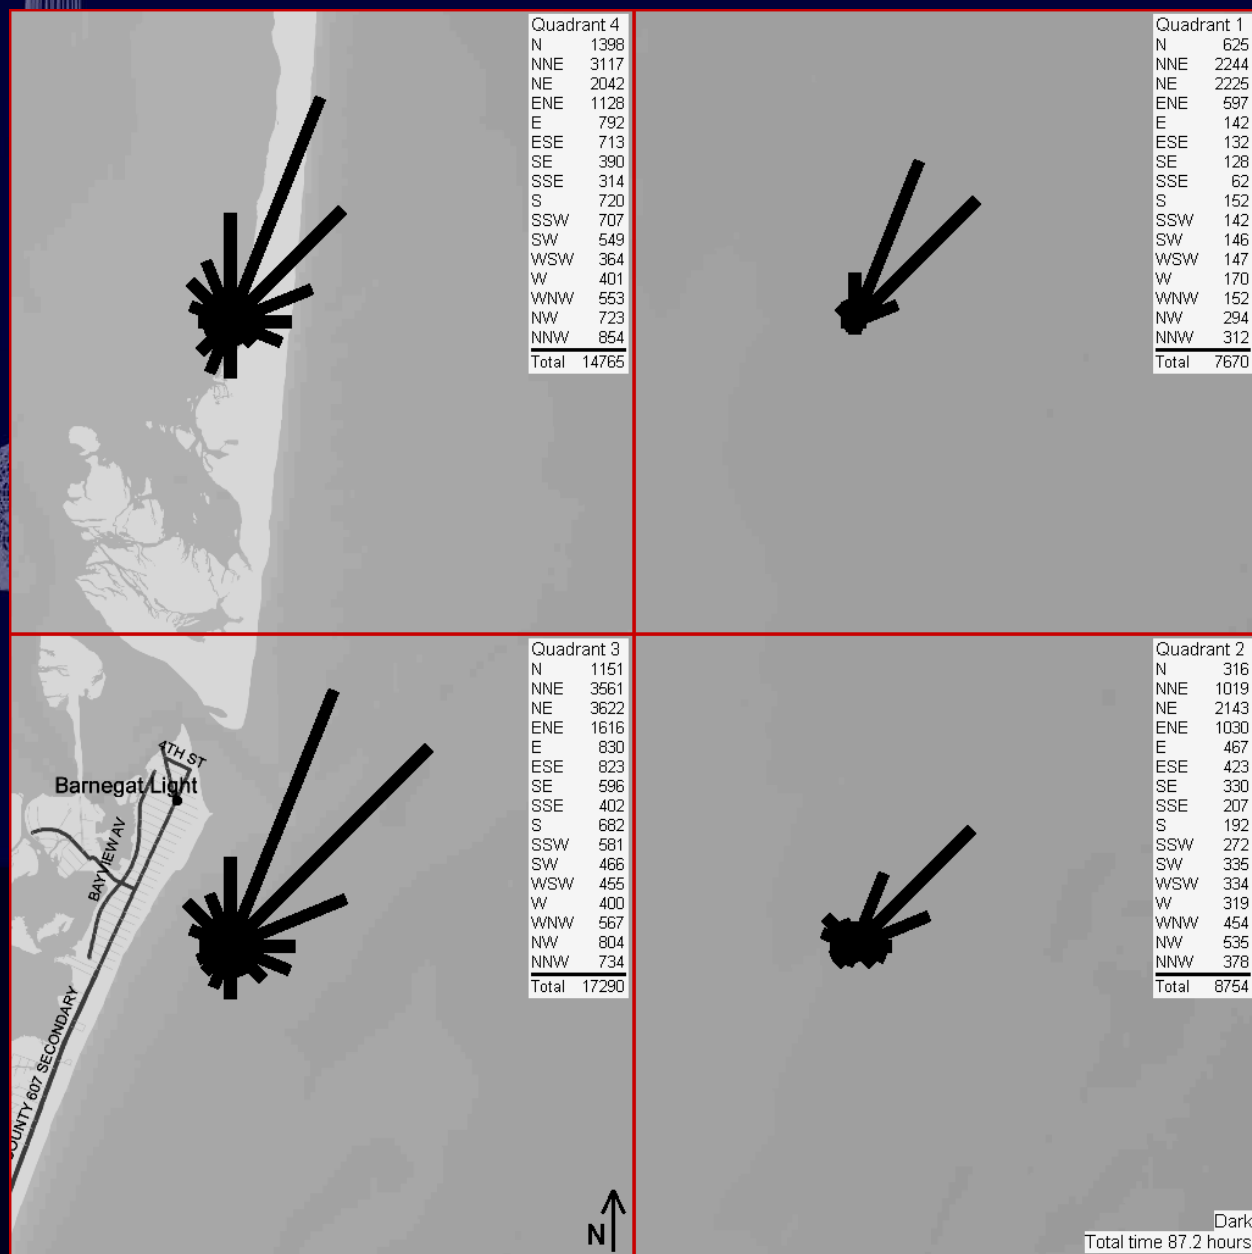 Quadrant 4
N 1398
NNE 3117
NE 2042
ENE 1128
E 792
ESE 713
SE 390
SSE 314
S 720
SSW 707
SW 549
WSW 364
W 401
WNW 553
NW 723
NNW 854
Total 14765
Quadrant 1
N 625
NNE 2244
NE 2225
ENE 597
E 142
ESE 132
SE 128
SSE 62
S 152
SSW 142
SW 146
WSW 147
W 170
WNW 152
NW 294
NNW 312
Total 7670
Quadrant 3
N 1151
NNE 3561
NE 3622
ENE 1616
E 830
ESE 823
SE 596
SSE 402
S 682
SSW 581
SW 466
WSW 455
W 400
WNW 567
NW 804
NNW 734
Total 17290
4TH ST
Barnegat Light
BAYVIEW AV
COUNTY 607 SECONDARY
N
Quadrant 2
N 316
NNE 1019
NE 2143
ENE 1030
E 467
ESE 423
SE 330
SSE 207
S 192
SSW 272
SW 335
WSW 334
W 319
WNW 454
NW 535
NNW 378
Total 8754
Dark
Total time 87.2 hours